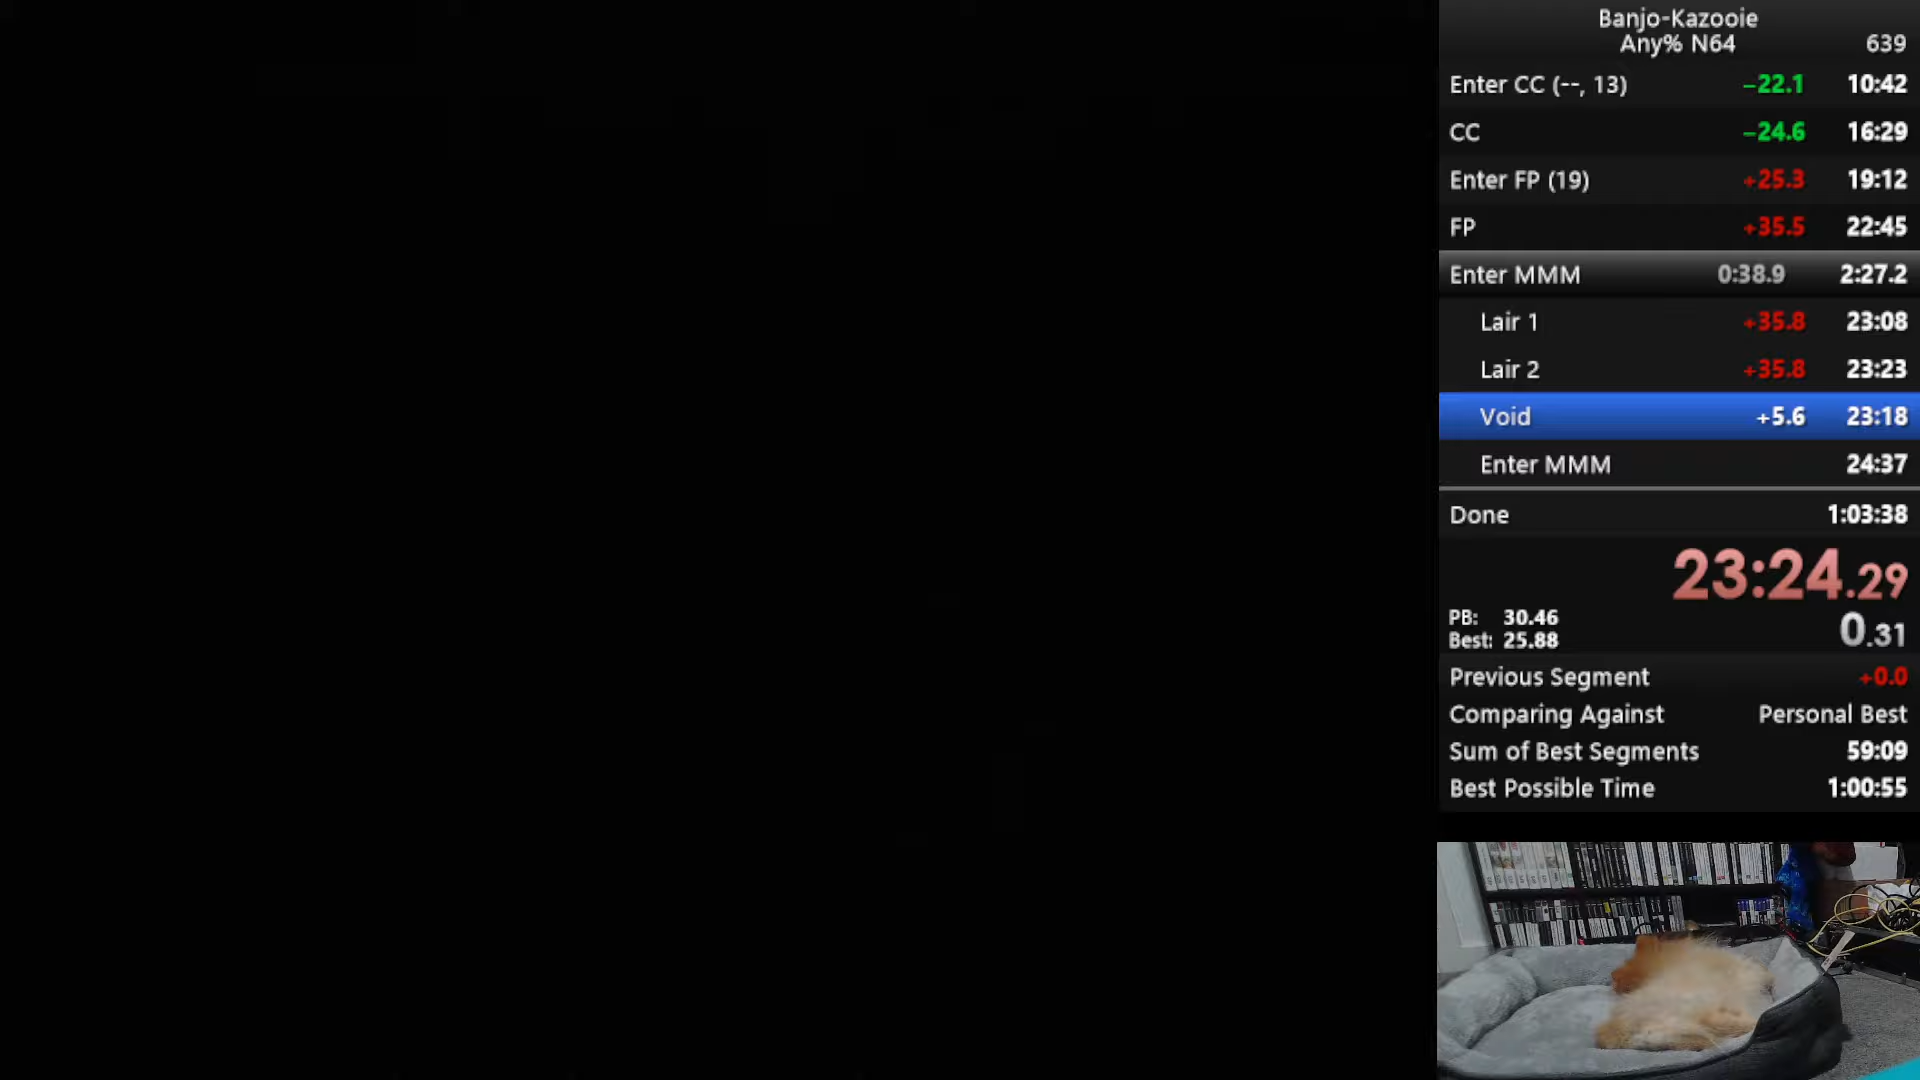 Banjo-Kazooie
Any% N64 639
Enter CC (--, 13) −22.1 10:42
CC −24.6 16:29
Enter FP (19) +25.3 19:12
FP +35.5 22:45
Enter MMM 0:38.9 2:27.2
Lair 1 +35.8 23:08
Lair 2 +35.8 23:23
Void +5.6 23:18
Enter MMM 24:37
Done 1:03:38
23:24.29
PB: 30.46 0.31
Best: 25.88
Previous Segment +0.0
Comparing Against Personal Best
Sum of Best Segments 59:09
Best Possible Time 1:00:55